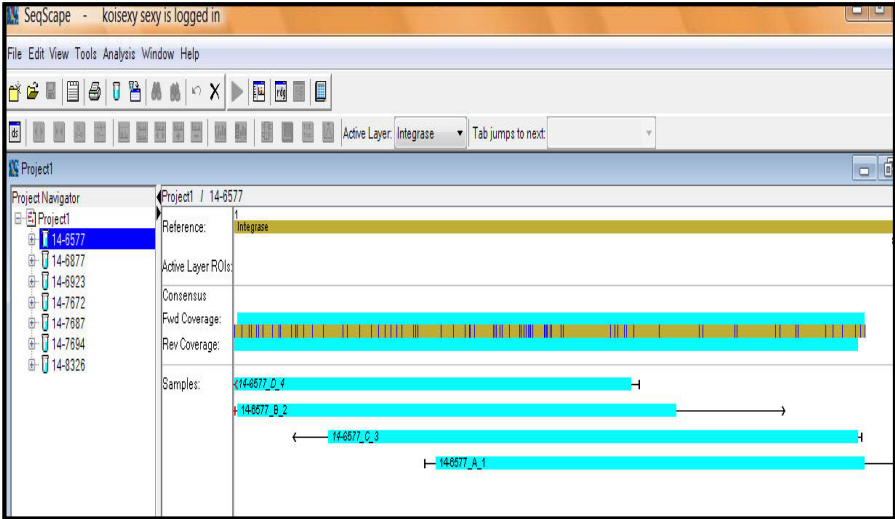 SeqScape - koisexy sexy is logged in
File Edit View Tools Analysis Window Help
Active Layer: Integrase Tab jumps to next:
Project1
Project Navigator
Project1
14-6577
14-6877
14-6923
14-7672
14-7687
14-7694
14-8326
Project1 / 14-6577
1
Reference: Integrase
Active Layer ROIs:
Consensus
Fwd Coverage:
Rev Coverage:
Samples: 14-6577_D_4
14-6577_B_2
14-6577_C_3
14-6577_A_1